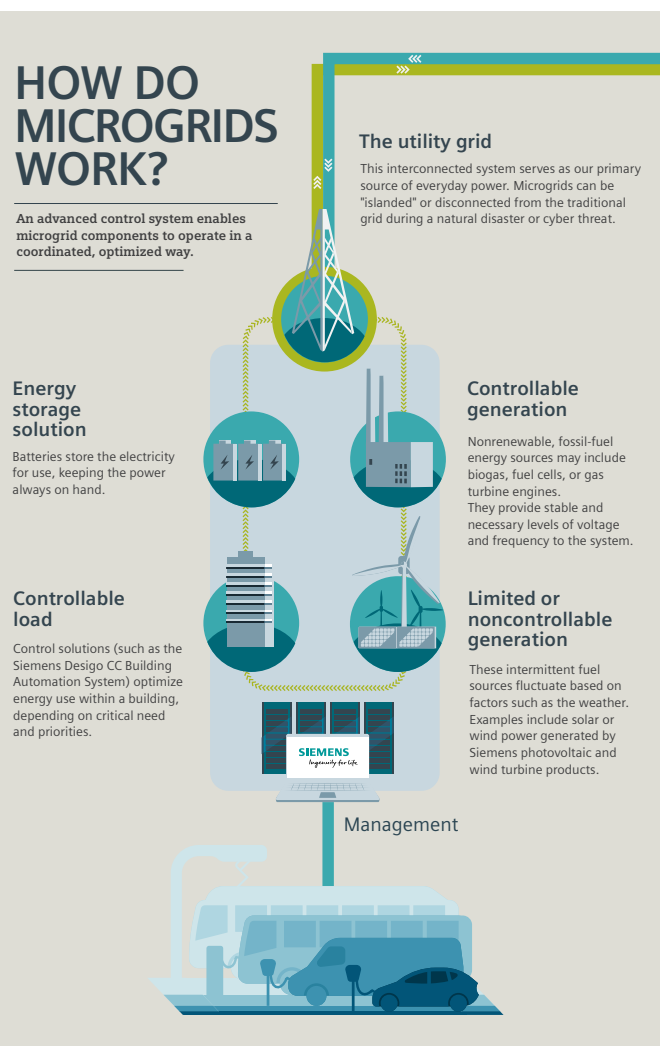 HOW DO
MICROGRIDS
WORK?
An advanced control system enables
microgrid components to operate in a
coordinated, optimized way.
The utility grid
This interconnected system serves as our primary
source of everyday power. Microgrids can be
"islanded" or disconnected from the traditional
grid during a natural disaster or cyber threat.
Energy
storage
solution
Batteries store the electricity
for use, keeping the power
always on hand.
Controllable
generation
Nonrenewable, fossil-fuel
energy sources may include
biogas, fuel cells, or gas
turbine engines.
They provide stable and
necessary levels of voltage
and frequency to the system.
Controllable
load
Control solutions (such as the
Siemens Desigo CC Building
Automation System) optimize
energy use within a building,
depending on critical need
and priorities.
Limited or
noncontrollable
generation
These intermittent fuel
sources fluctuate based on
factors such as the weather.
Examples include solar or
wind power generated by
Siemens photovoltaic and
wind turbine products.
SIEMENS
Ingenuity for life
Management